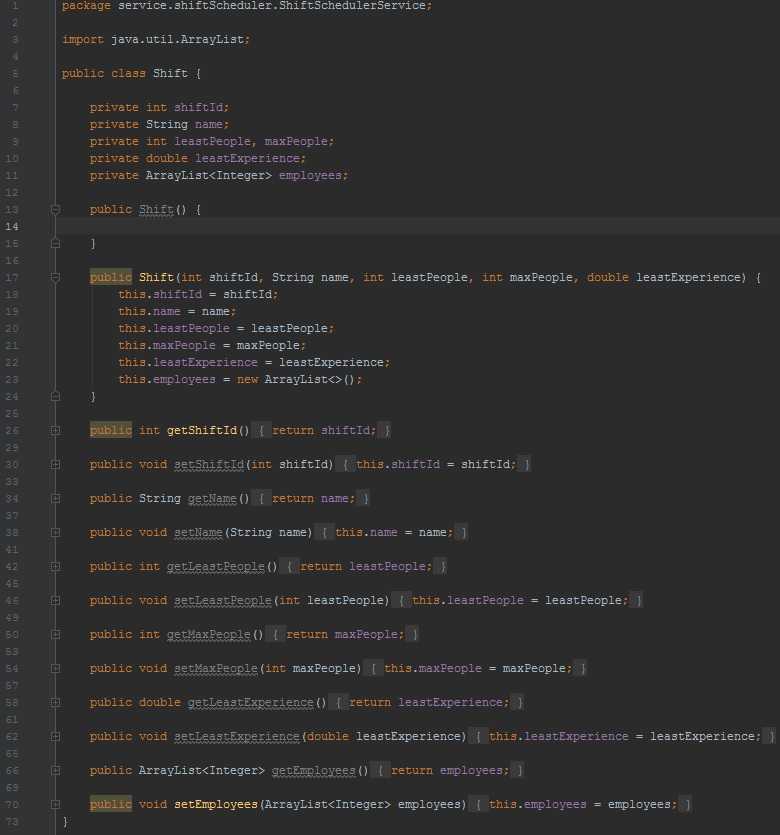 1 package service.shiftScheduler.ShiftSchedulerService;
2
3 import java.util.ArrayList;
4
5 public class Shift {
6
7 private int shiftId;
8 private String name;
9 private int leastPeople, maxPeople;
10 private double leastExperience;
11 private ArrayList<Integer> employees;
12
13 public Shift() {
14
15 }
16
17 public Shift(int shiftId, String name, int leastPeople, int maxPeople, double leastExperience) {
18 this.shiftId = shiftId;
19 this.name = name;
20 this.leastPeople = leastPeople;
21 this.maxPeople = maxPeople;
22 this.leastExperience = leastExperience;
23 this.employees = new ArrayList<>();
24 }
25
26 public int getShiftId() { return shiftId; }
29
30 public void setShiftId(int shiftId) { this.shiftId = shiftId; }
33
34 public String getName() { return name; }
37
38 public void setName(String name) { this.name = name; }
41
42 public int getLeastPeople() { return leastPeople; }
45
46 public void setLeastPeople(int leastPeople) { this.leastPeople = leastPeople; }
49
50 public int getMaxPeople() { return maxPeople; }
53
54 public void setMaxPeople(int maxPeople) { this.maxPeople = maxPeople; }
57
58 public double getLeastExperience() { return leastExperience; }
61
62 public void setLeastExperience(double leastExperience) { this.leastExperience = leastExperience; }
65
66 public ArrayList<Integer> getEmployees() { return employees; }
69
70 public void setEmployees(ArrayList<Integer> employees) { this.employees = employees; }
73 }